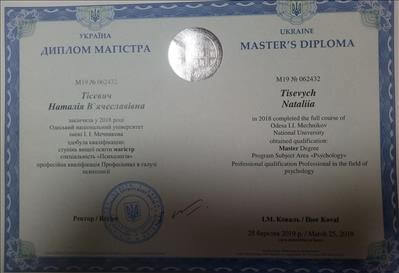 УКРАЇНА
ДИПЛОМ МАГІСТРА
М19 № 062432
Тісевич
Наталія В'ячеславівна
закінчила у 2018 році
Одеський національний університет
імені І. І. Мечникова
здобула кваліфікацію:
ступінь вищої освіти магістр
спеціальність «Психологія»
професійна кваліфікація Професіонал в галузі
психології
Ректор / Rector
UKRAINE
MASTER'S DIPLOMA
M19 № 062432
Tisevych
Nataliia
in 2018 completed the full course of
Odesa I.I. Mechnikov
National University
obtained qualification:
Master Degree
Program Subject Area «Psychology»
Professional qualification Professional in the field of
psychology
І.М. Коваль / Ihor Koval
25 березня 2019 р. / March 25, 2019